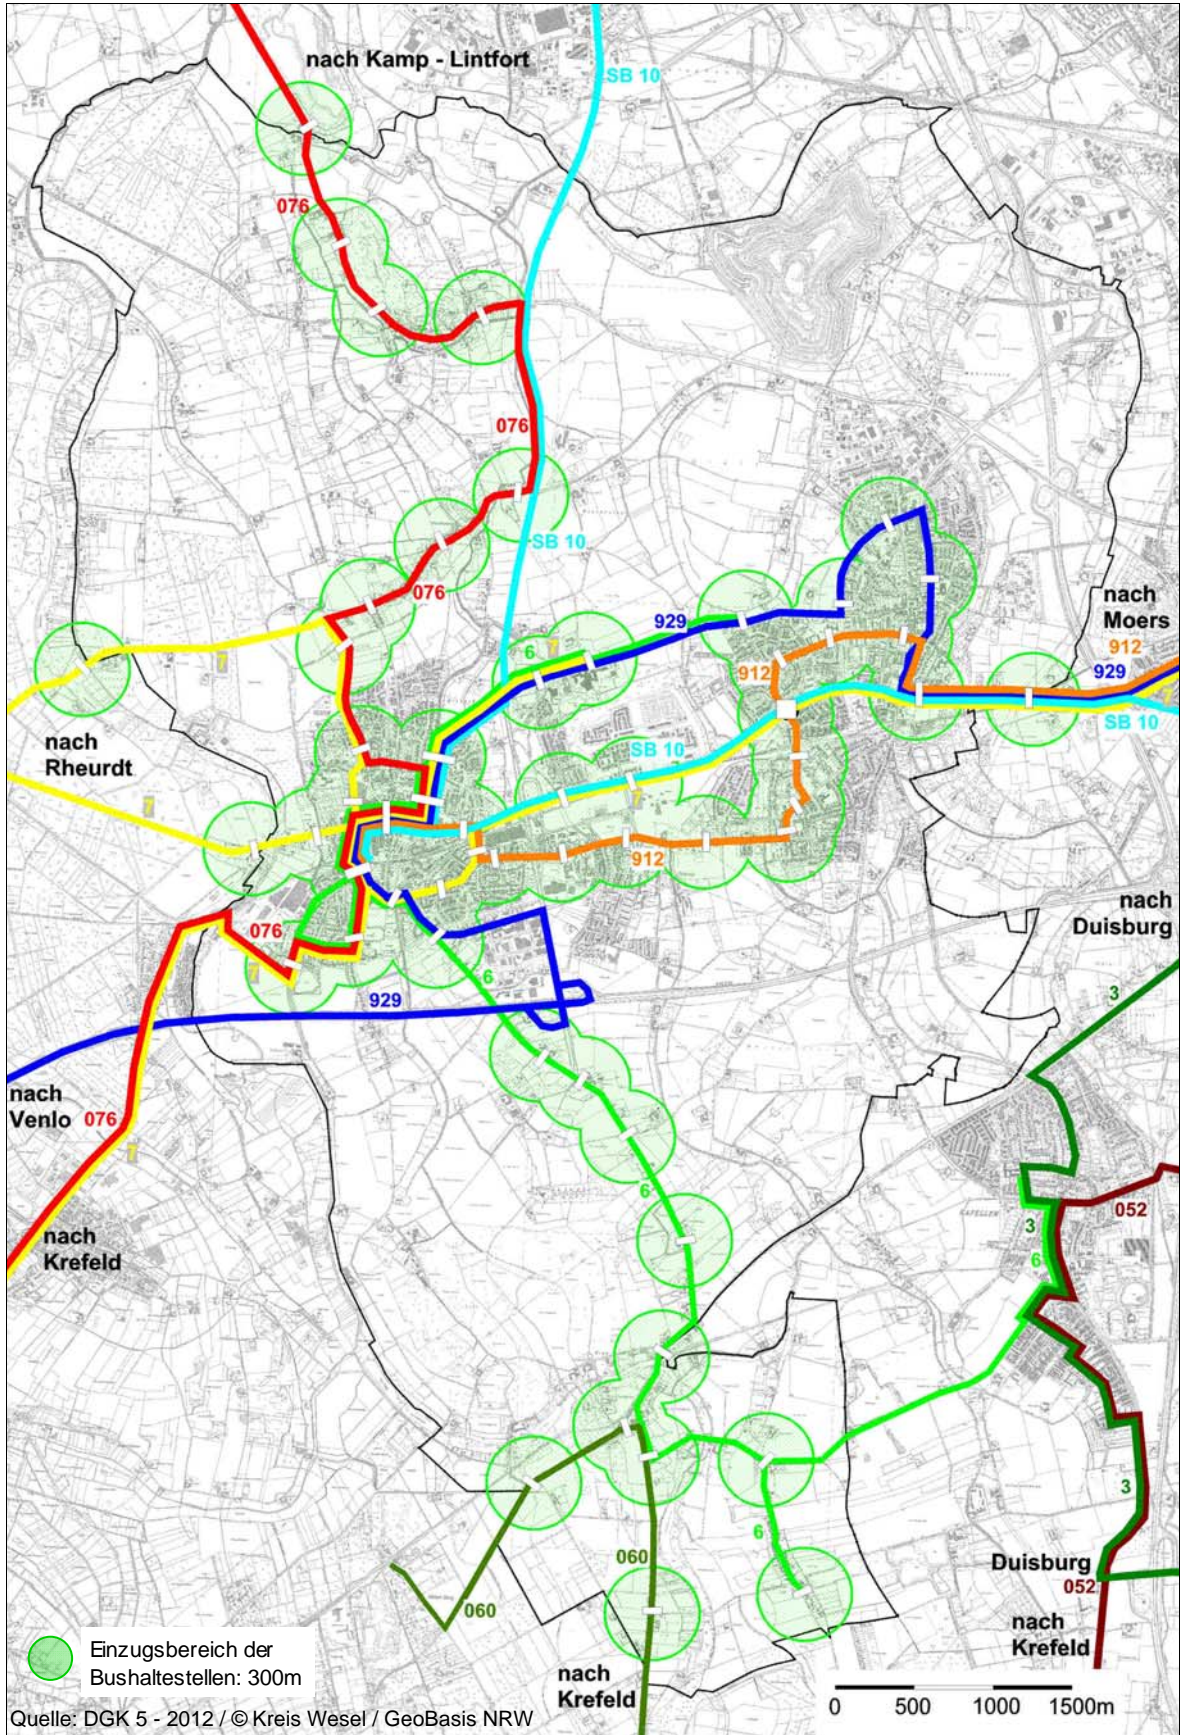 nach Kamp - Lintfort
SB 10
076
076
SB 10
076
929
6
7
7
912
912
nach
Moers
912
929
7
SB 10
nach
Rheurdt
SB 10
7
912
nach
Duisburg
076
7
6
929
3
nach
Venlo
076
7
6
052
KAPELLEN
3
6
nach
Krefeld
3
6
060
Duisburg
052
060
nach
Krefeld
nach
Krefeld
Einzugsbereich der
Bushaltestellen: 300m
0 500 1000 1500m
Quelle: DGK 5 - 2012 / © Kreis Wesel / GeoBasis NRW